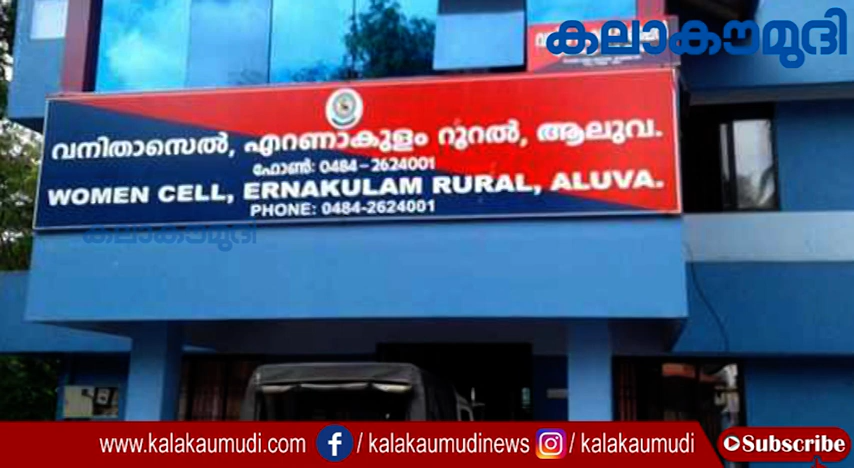 കലാകൗമുദി
വനിതാസെൽ, എറണാകുളം റൂറൽ, ആലുവ.
ഫോൺ: 0484-2624001
WOMEN CELL, ERNAKULAM RURAL, ALUVA.
PHONE: 0484-2624001
കലാകൗമുദി
www.kalakaumudi.com / kalakaumudinews / kalakaumudi Subscribe